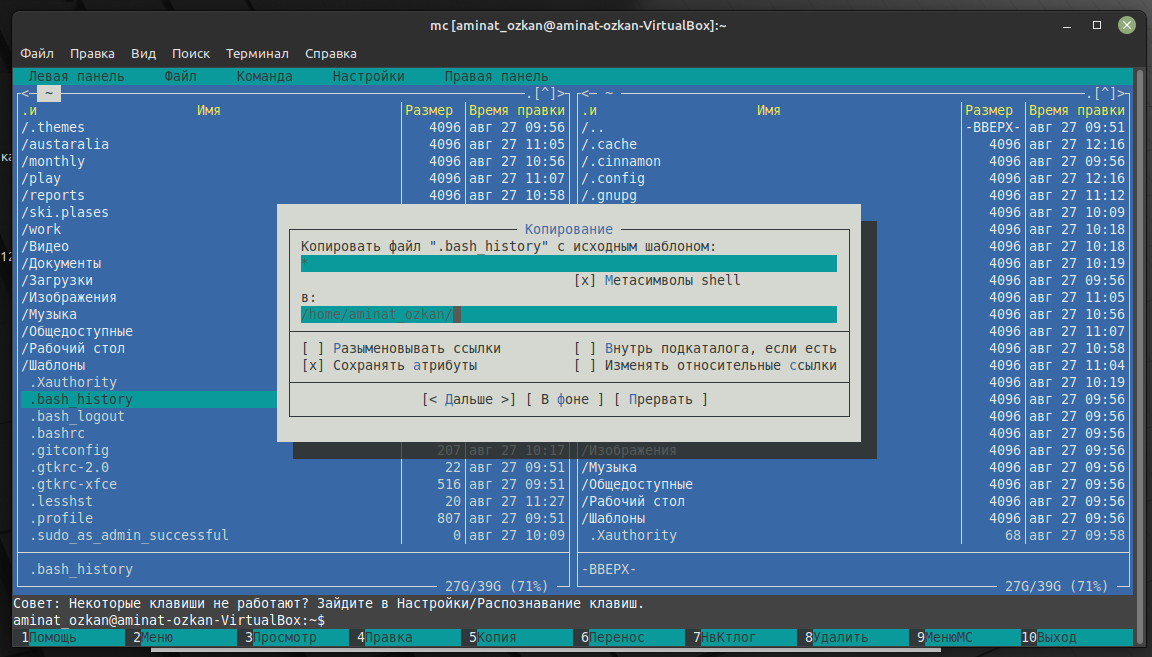 mc [aminat_ozkan@aminat-ozkan-VirtualBox]:~
Файл Правка Вид Поиск Терминал Справка
Левая панель Файл Команда Настройки Правая панель
<─ ~ ─.[^]> <─ ~ ─.[^]>
.и Имя Размер Время правки .и Имя Размер Время правки
/.themes 4096 авг 27 09:56 /.. -ВВЕРХ- авг 27 09:51
/austaralia 4096 авг 27 11:05 /.cache 4096 авг 27 12:16
/monthly 4096 авг 27 10:56 /.cinnamon 4096 авг 27 09:56
/play 4096 авг 27 11:07 /.config 4096 авг 27 12:16
/reports 4096 авг 27 10:58 /.gnupg 4096 авг 27 11:12
/ski.plases 4096 авг 27 10:09
/work Копирование 4096 авг 27 10:18
/Видео Копировать файл ".bash_history" с исходным шаблоном: 4096 авг 27 10:18
/Документы * 4096 авг 27 10:19
/Загрузки [x] Метасимволы shell 4096 авг 27 09:56
/Изображения в: 4096 авг 27 11:05
/Музыка /home/aminat_ozkan/ 4096 авг 27 10:56
/Общедоступные 4096 авг 27 11:07
/Рабочий стол [ ] Разыменовывать ссылки [ ] Внутрь подкаталога, если есть 4096 авг 27 10:58
/Шаблоны [x] Сохранять атрибуты [ ] Изменять относительные ссылки 4096 авг 27 11:04
.Xauthority 4096 авг 27 10:19
.bash_history [< Дальше >] [ В фоне ] [ Прервать ] 4096 авг 27 09:56
.bash_logout 4096 авг 27 09:56
.bashrc 4096 авг 27 09:56
.gitconfig 207 авг 27 10:17 /Изображения 4096 авг 27 09:56
.gtkrc-2.0 22 авг 27 09:51 /Музыка 4096 авг 27 09:56
.gtkrc-xfce 516 авг 27 09:51 /Общедоступные 4096 авг 27 09:56
.lesshst 20 авг 27 11:27 /Рабочий стол 4096 авг 27 09:56
.profile 807 авг 27 09:51 /Шаблоны 4096 авг 27 09:56
.sudo_as_admin_successful 0 авг 27 10:09 .Xauthority 68 авг 27 09:58
.bash_history -ВВЕРХ-
27G/39G (71%) 27G/39G (71%)
Совет: Некоторые клавиши не работают? Зайдите в Настройки/Распознавание клавиш.
aminat_ozkan@aminat-ozkan-VirtualBox:~$
1Помощь 2Меню 3Просмотр 4Правка 5Копия 6Перенос 7НвКтлог 8Удалить 9МенюМС 10Выход